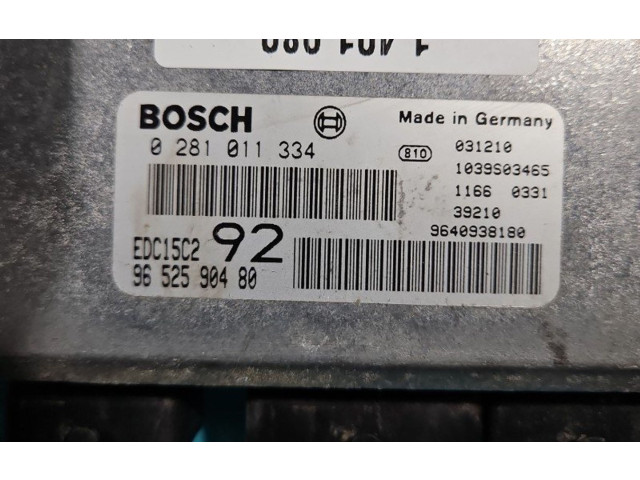 BOSCH
Made in Germany
0 281 011 334
810
031210
1039S03465
1166 0331
39210
9640938180
EDC15C2 92
96 525 904 80